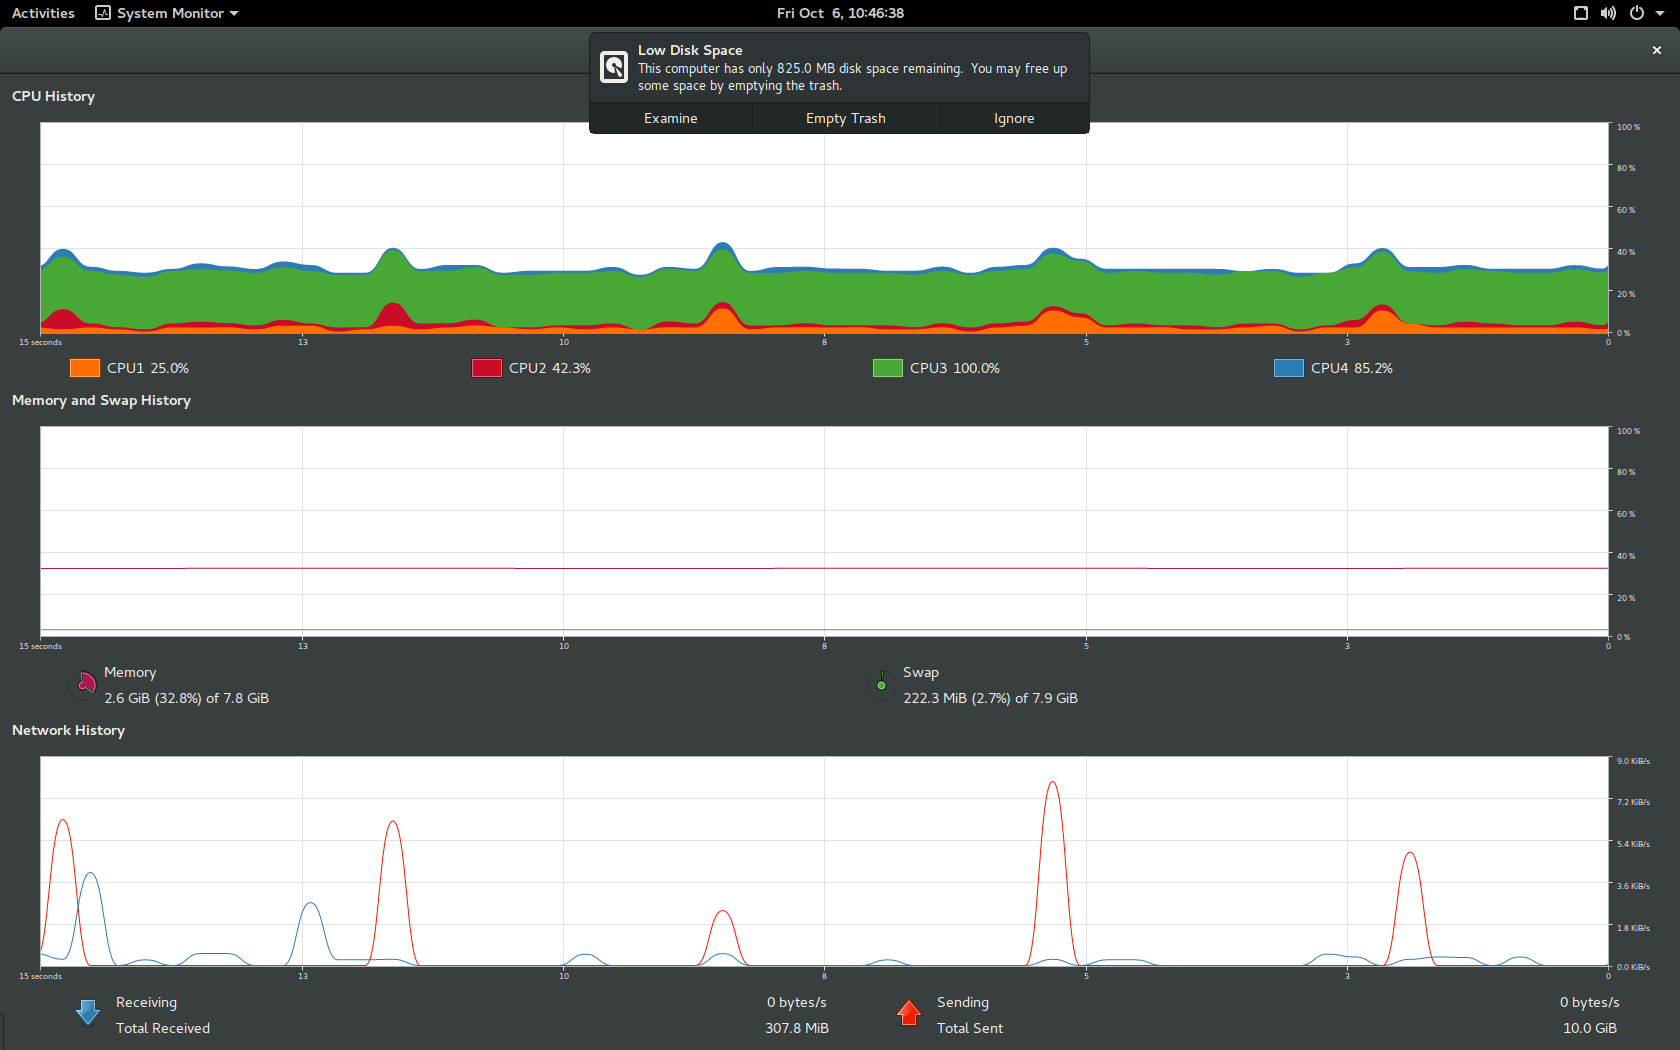 Activities System Monitor Fri Oct 6, 10:46:38
Low Disk Space
This computer has only 825.0 MB disk space remaining. You may free up
some space by emptying the trash.
Examine Empty Trash Ignore
CPU History
100 %
80 %
60 %
40 %
20 %
0 %
15 seconds 13 10 8 5 3 0
CPU1 25.0% CPU2 42.3% CPU3 100.0% CPU4 85.2%
Memory and Swap History
100 %
80 %
60 %
40 %
20 %
0 %
15 seconds 13 10 8 5 3 0
Memory
2.6 GiB (32.8%) of 7.8 GiB
Swap
222.3 MiB (2.7%) of 7.9 GiB
Network History
9.0 KiB/s
7.2 KiB/s
5.4 KiB/s
3.6 KiB/s
1.8 KiB/s
0.0 KiB/s
15 seconds 13 10 8 5 3 0
Receiving 0 bytes/s
Total Received 307.8 MiB
Sending 0 bytes/s
Total Sent 10.0 GiB